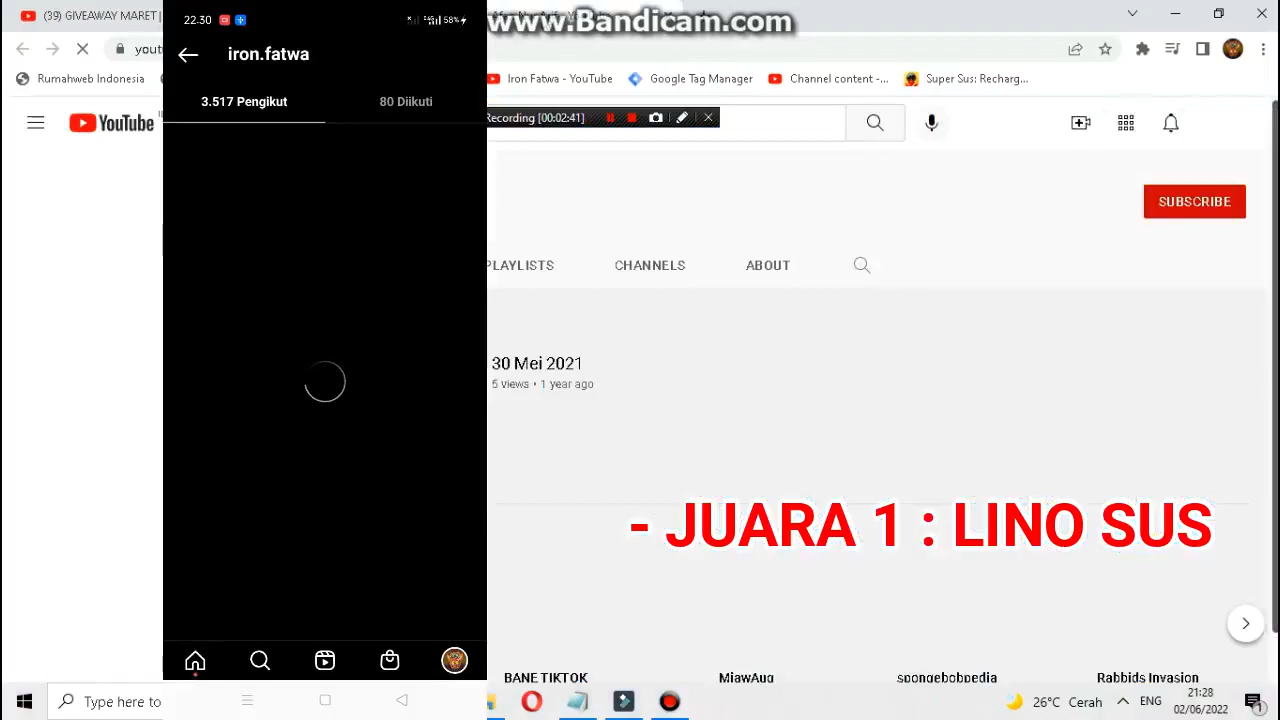 www.Bandicam.com
22.30
58%
iron.fatwa
3.517 Pengikut
80 Diikuti
(39) GIVEAWAY MARET
yout
Rumahweb Indonesia
Iron Fatwa - YouTube
Google Tag Manager
Channel content -...
Super Sus: Recharg...
YouTube
Recording [00:02:41]
SUBSCRIBE
PLAYLISTS
CHANNELS
ABOUT
30 Mei 2021
5 views • 1 year ago
- JUARA 1 : LINO SUS
BANE TIKTOK
MiawAug
spongebobpedia
Rabbids Invasion
Type here to
26°C Cerah
ENG
21:28
02/06/2022
1